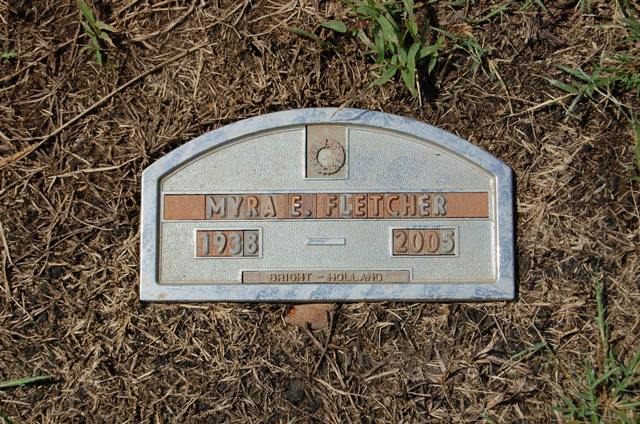 MYRA E. FLETCHER
1938 — 2005
BRIGHT - HOLLAND